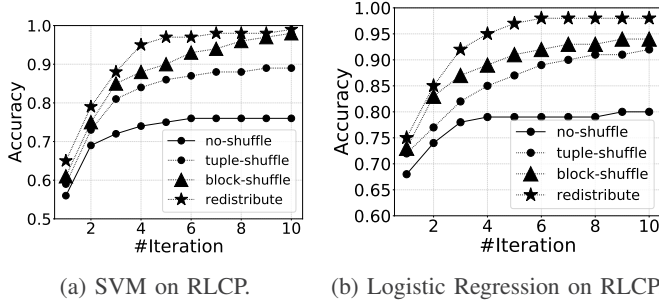 1.0
0.9
0.8
0.7
0.6
0.5
Accuracy
2 4 6 8 10
#Iteration
no-shuffle
tuple-shuffle
block-shuffle
redistribute
(a) SVM on RLCP.
1.00
0.95
0.90
0.85
0.80
0.75
0.70
0.65
0.60
Accuracy
2 4 6 8 10
#Iteration
no-shuffle
tuple-shuffle
block-shuffle
redistribute
(b) Logistic Regression on RLCP